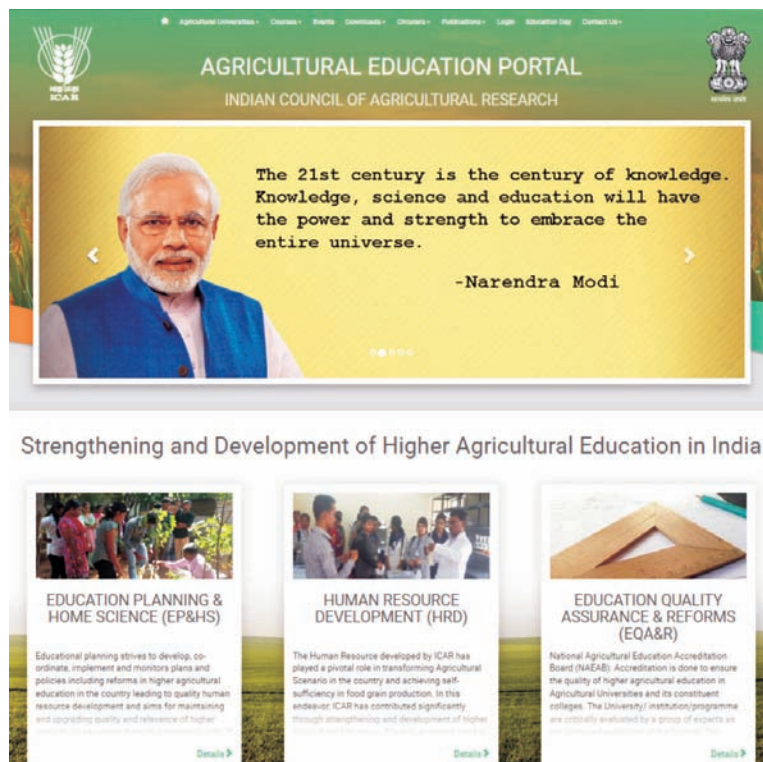 Agricultural Universities Courses Events Downloads Circulars Publications Login Education Day Contact Us
ICAR
AGRICULTURAL EDUCATION PORTAL
INDIAN COUNCIL OF AGRICULTURAL RESEARCH
सत्यमेव जयते
The 21st century is the century of knowledge.
Knowledge, science and education will have
the power and strength to embrace the
entire universe.
-Narendra Modi
Strengthening and Development of Higher Agricultural Education in India
EDUCATION PLANNING &
HOME SCIENCE (EP&HS)
Educational planning strives to develop, co-
ordinate, implement and monitors plans and
policies including reforms in higher agricultural
education in the country leading to quality human
resource development and aims for maintaining
and upgrading quality and relevance of higher
Details
HUMAN RESOURCE
DEVELOPMENT (HRD)
The Human Resource developed by ICAR has
played a pivotal role in transforming Agricultural
Scenario in the country and achieving self-
sufficiency in food grain production. In this
endeavor, ICAR has contributed significantly
through strengthening and development of higher
Details
EDUCATION QUALITY
ASSURANCE & REFORMS
(EQA&R)
National Agricultural Education Accreditation
Board (NAEAB): Accreditation is done to ensure
the quality of higher agricultural education in
Agricultural Universities and its constituent
colleges. The University/ institution/programme
are critically evaluated by a group of experts as
Details